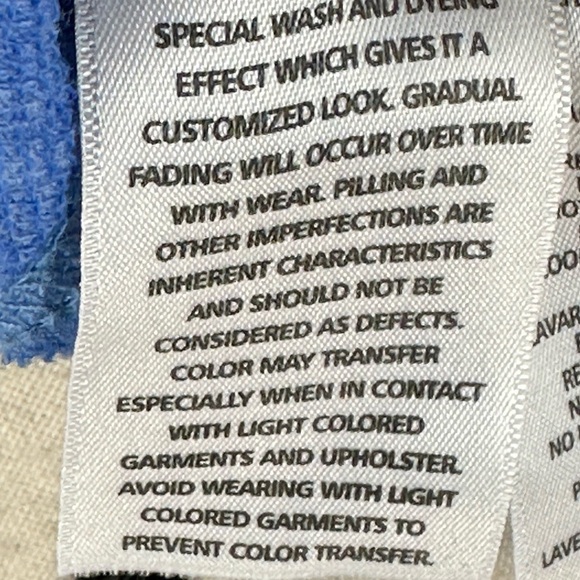 SPECIAL WASH AND DYEING
EFFECT WHICH GIVES IT A
CUSTOMIZED LOOK. GRADUAL
FADING WILL OCCUR OVER TIME
WITH WEAR. PILLING AND
OTHER IMPERFECTIONS ARE
INHERENT CHARACTERISTICS
AND SHOULD NOT BE
CONSIDERED AS DEFECTS.
COLOR MAY TRANSFER
ESPECIALLY WHEN IN CONTACT
WITH LIGHT COLORED
GARMENTS AND UPHOLSTER.
AVOID WEARING WITH LIGHT
COLORED GARMENTS TO
PREVENT COLOR TRANSFER.